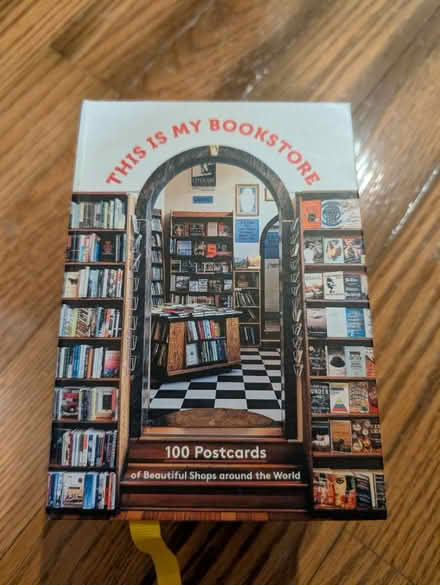 THIS IS MY BOOKSTORE
100 Postcards
of Beautiful Shops around the World